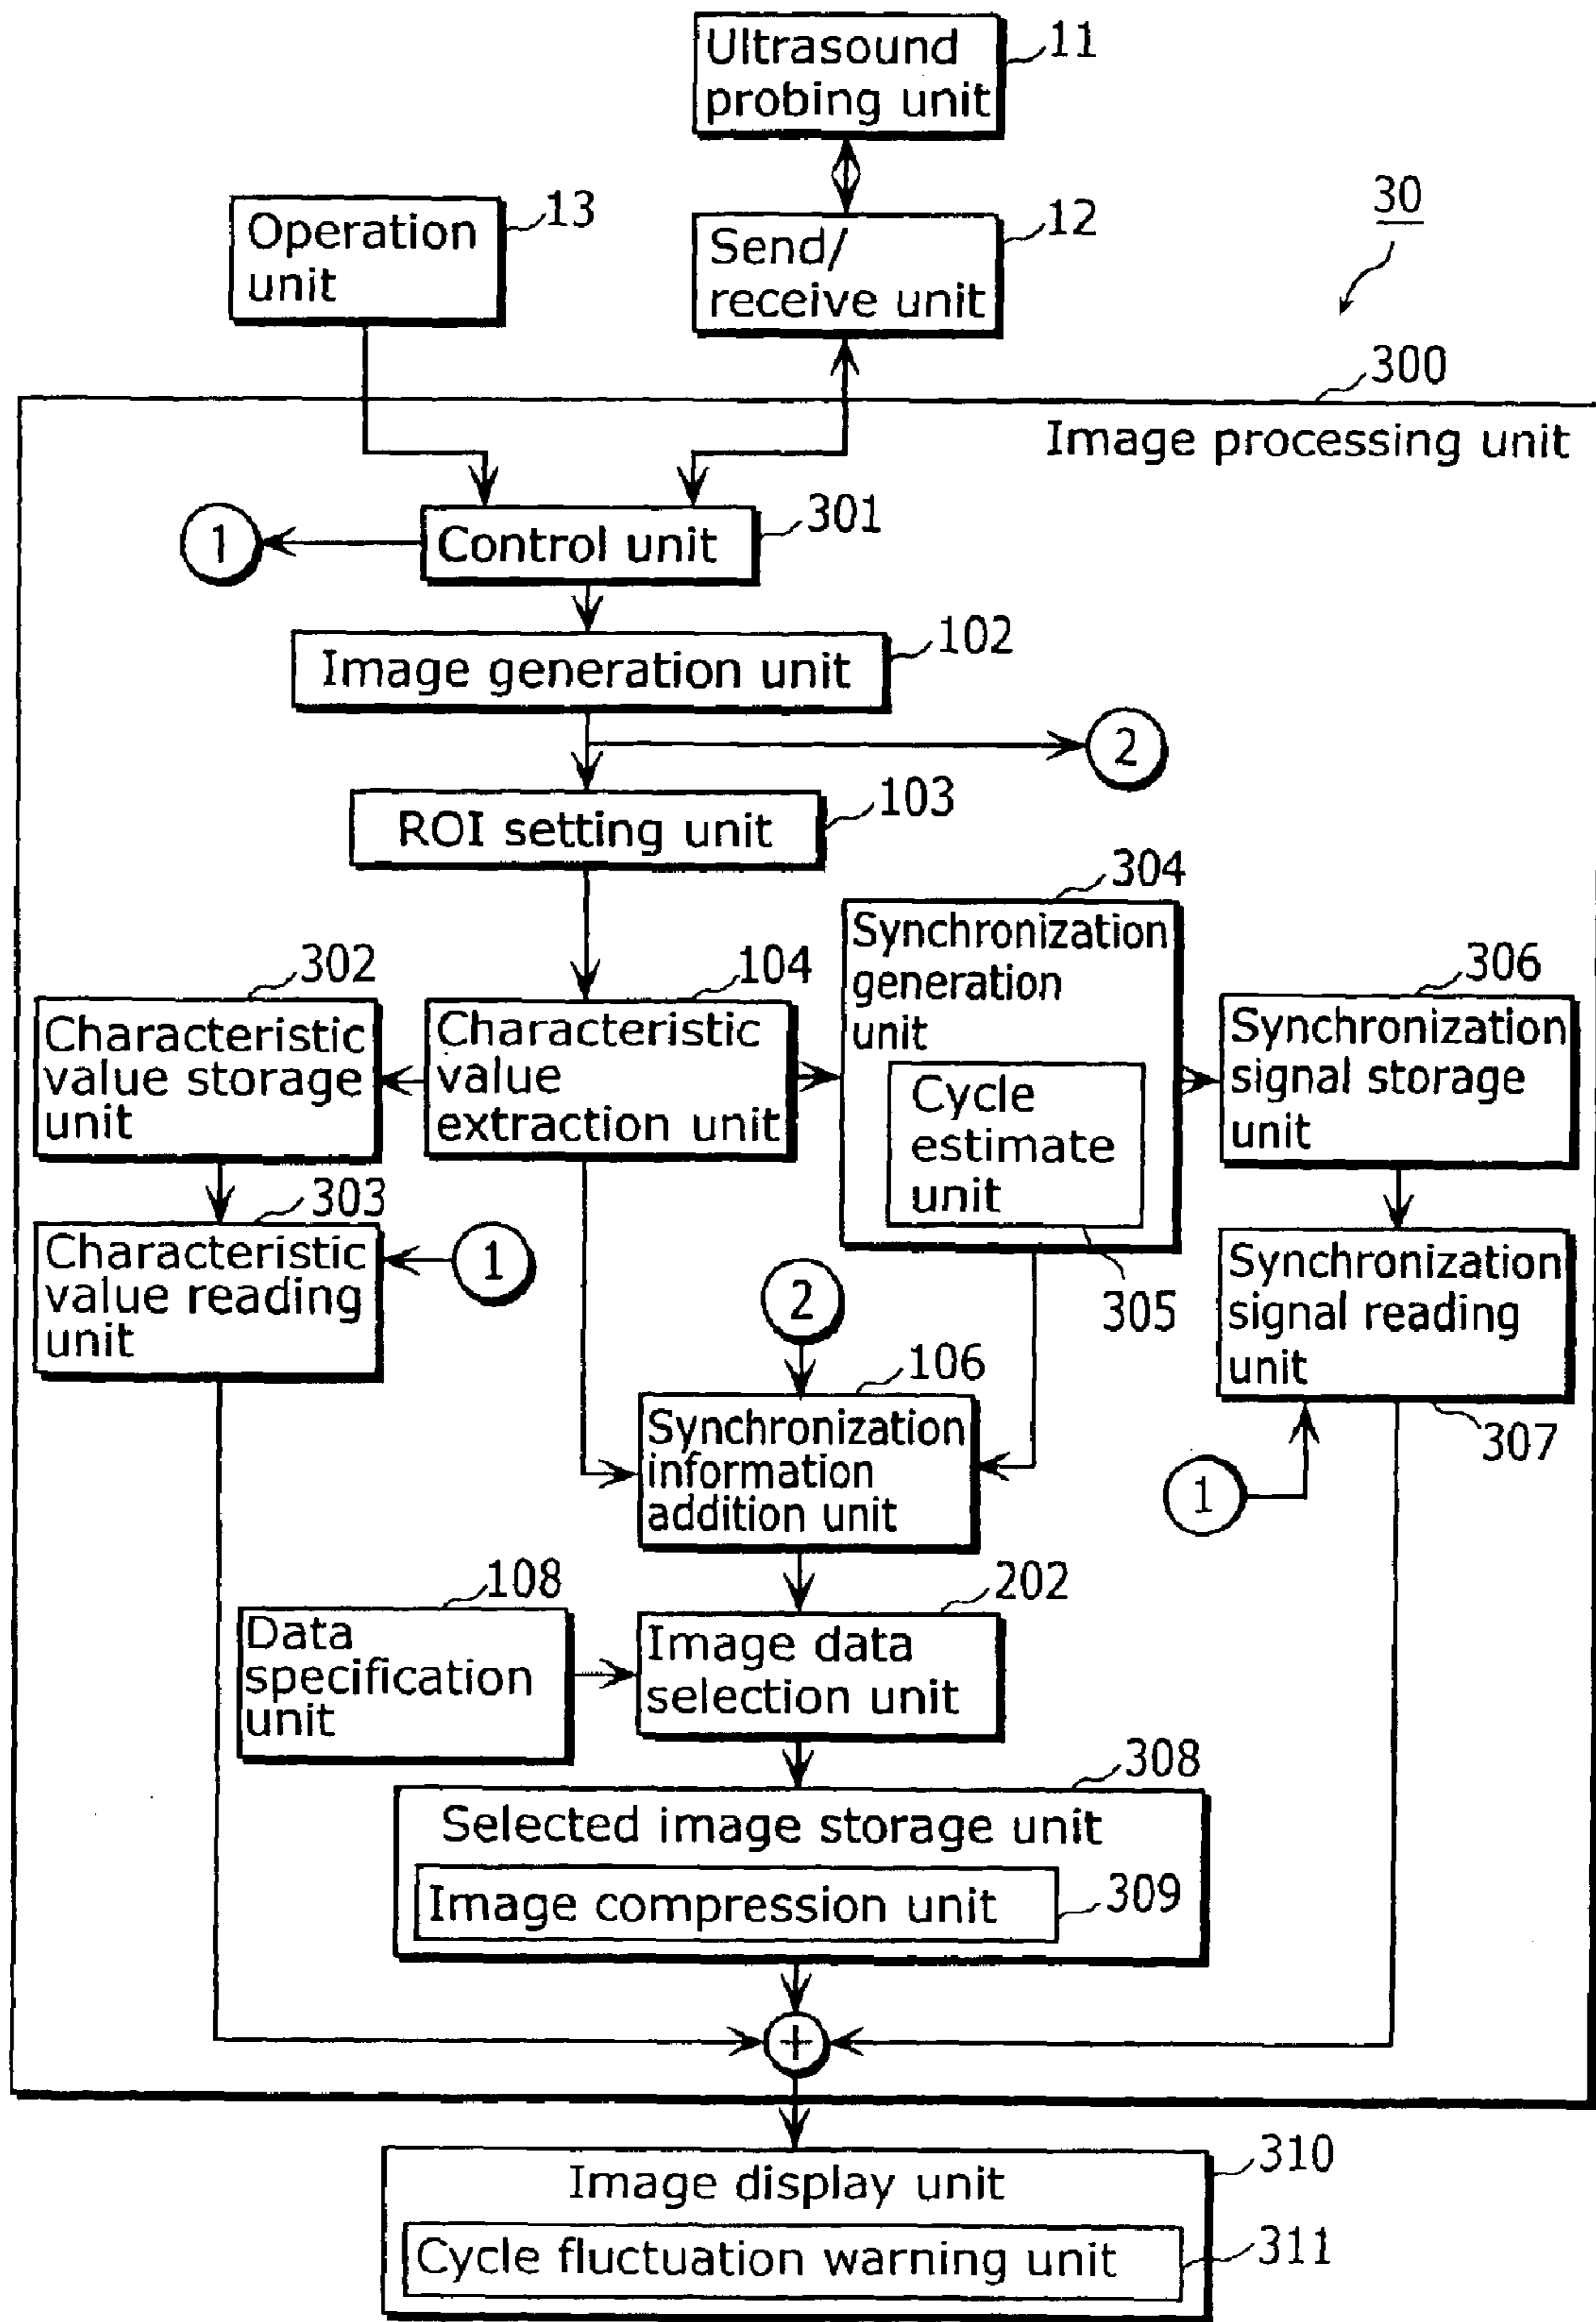 Ultrasound
probing unit
11
Operation
unit
13
Send/
receive unit
12
30
300
Image processing unit
1
Control unit
301
Image generation unit
102
2
ROI setting unit
103
304
Synchronization
generation
unit
Cycle
estimate
unit
305
302
Characteristic
value storage
unit
104
Characteristic
value
extraction unit
306
Synchronization
signal storage
unit
303
Characteristic
value reading
unit
1
2
Synchronization
signal reading
unit
307
1
106
Synchronization
information
addition unit
108
Data
specification
unit
202
Image data
selection unit
308
Selected image storage unit
Image compression unit
309
+
310
Image display unit
Cycle fluctuation warning unit
311